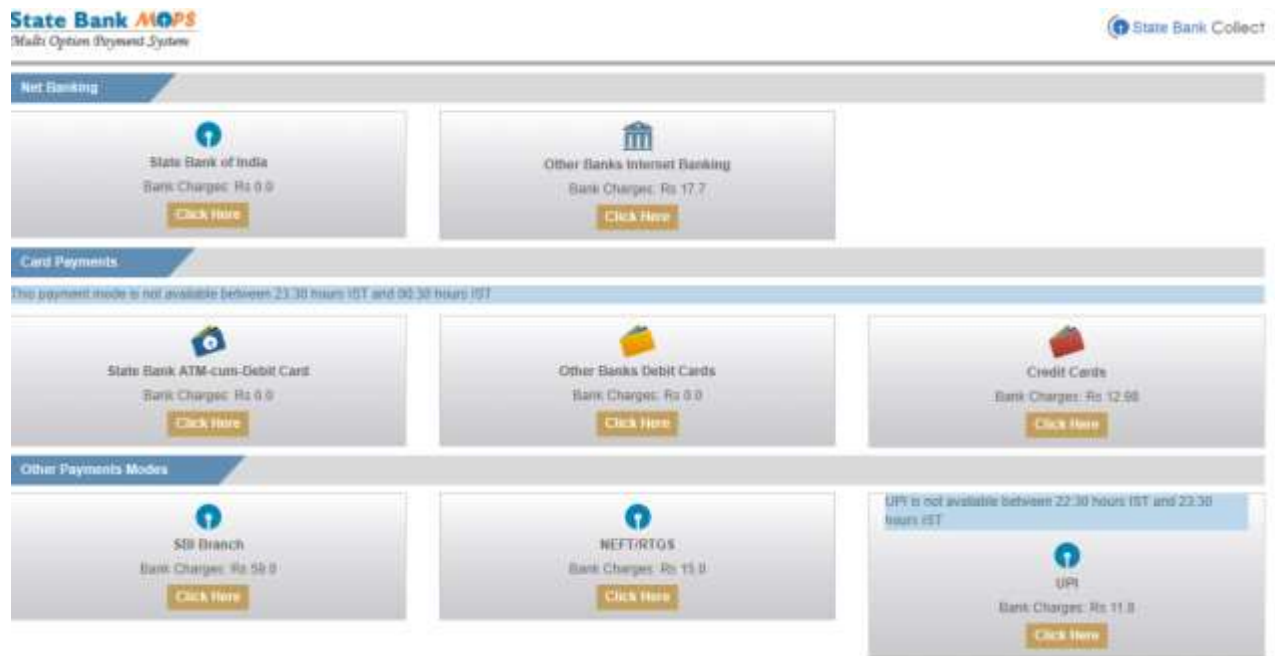 State Bank MOPS
Multi Option Payment System
State Bank Collect
Net Banking
State Bank of India
Bank Charges: Rs 0.0
Click Here
Other Banks Internet Banking
Bank Charges: Rs 17.7
Click Here
Card Payments
This payment mode is not available between 23:30 hours IST and 00:30 hours IST
State Bank ATM-cum-Debit Card
Bank Charges: Rs 0.0
Click Here
Other Banks Debit Cards
Bank Charges: Rs 0.0
Click Here
Credit Cards
Bank Charges: Rs 12.98
Click Here
Other Payments Modes
SBI Branch
Bank Charges: Rs 59.0
Click Here
NEFT/RTGS
Bank Charges: Rs 15.0
Click Here
UPI is not available between 22:30 hours IST and 23:30
hours IST
UPI
Bank Charges: Rs 11.8
Click Here